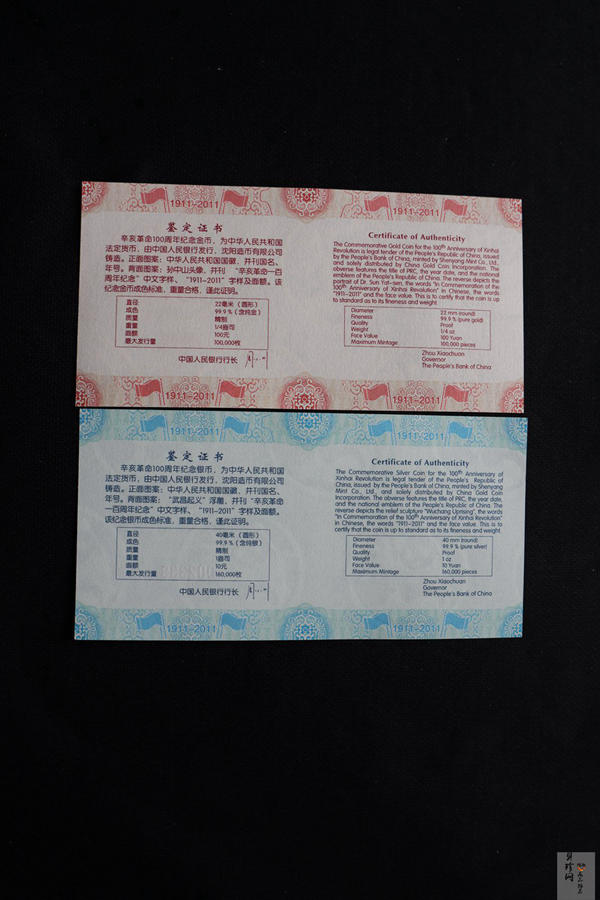 1911-2011
1911-2011
鉴定证书
辛亥革命100周年纪念金币，为中华人民共和国
法定货币，由中国人民银行发行，沈阳造币有限公司
铸造。正面图案：中华人民共和国国徽，并刊国名、
年号。背面图案：孙中山头像，并刊“辛亥革命一百
周年纪念”中文字样、“1911-2011”字样及面额。该
纪念金币成色标准，重量合格，谨此证明。
直径 22毫米（圆形）
成色 99.9％（含纯金）
质量 精制
重量 1/4盎司
面额 100元
最大发行量 100,000枚
中国人民银行行长
Certificate of Authenticity
The Commemorative Gold Coin for the 100th Anniversary of Xinhai
Revolution is legal tender of the People's Republic of China, issued
by the People's Bank of China, minted by Shenyang Mint Co., Ltd.,
and solely distributed by China Gold Coin Incorporation. The
obverse features the title of PRC, the year date, and the national
emblem of the People's Republic of China. The reverse depicts the
portrait of Dr. Sun Yat-sen, the words "In Commemoration of the
100th Anniversary of Xinhai Revolution" in Chinese, the words
"1911-2011" and the face value. This is to certify that the coin is up
to standard as to its fineness and weight.
Diameter 22 mm (round)
Fineness 99.9 % (pure gold)
Quality Proof
Weight 1/4 oz
Face Value 100 Yuan
Maximum Mintage 100,000 pieces
Zhou Xiaochuan
Governor
The People's Bank of China
1911-2011
1911-2011
1911-2011
1911-2011
鉴定证书
辛亥革命100周年纪念银币，为中华人民共和国
法定货币，由中国人民银行发行，沈阳造币有限公司
铸造。正面图案：中华人民共和国国徽，并刊国名、
年号。背面图案：“武昌起义”浮雕，并刊“辛亥革命
一百周年纪念”中文字样、“1911-2011”字样及面额。
该纪念银币成色标准，重量合格，谨此证明。
直径 40毫米（圆形）
成色 99.9％（含纯银）
质量 精制
重量 1盎司
面额 10元
最大发行量 160,000枚
中国人民银行行长
Certificate of Authenticity
The Commemorative Silver Coin for the 100th Anniversary of
Xinhai Revolution is legal tender of the People's Republic of
China, issued by the People's Bank of China, minted by Shenyang
Mint Co., Ltd., and solely distributed by China Gold Coin
Incorporation. The obverse features the title of PRC, the year date,
and the national emblem of the People's Republic of China. The
reverse depicts the relief sculpture "Wuchang Uprising", the words
"In Commemoration of the 100th Anniversary of Xinhai Revolution"
in Chinese, the words "1911-2011" and the face value. This is to
certify that the coin is up to standard as to its fineness and weight.
Diameter 40 mm (round)
Fineness 99.9 % (pure silver)
Quality Proof
Weight 1 oz
Face Value 10 Yuan
Maximum Mintage 160,000 pieces
Zhou Xiaochuan
Governor
The People's Bank of China
1911-2011
1911-2011